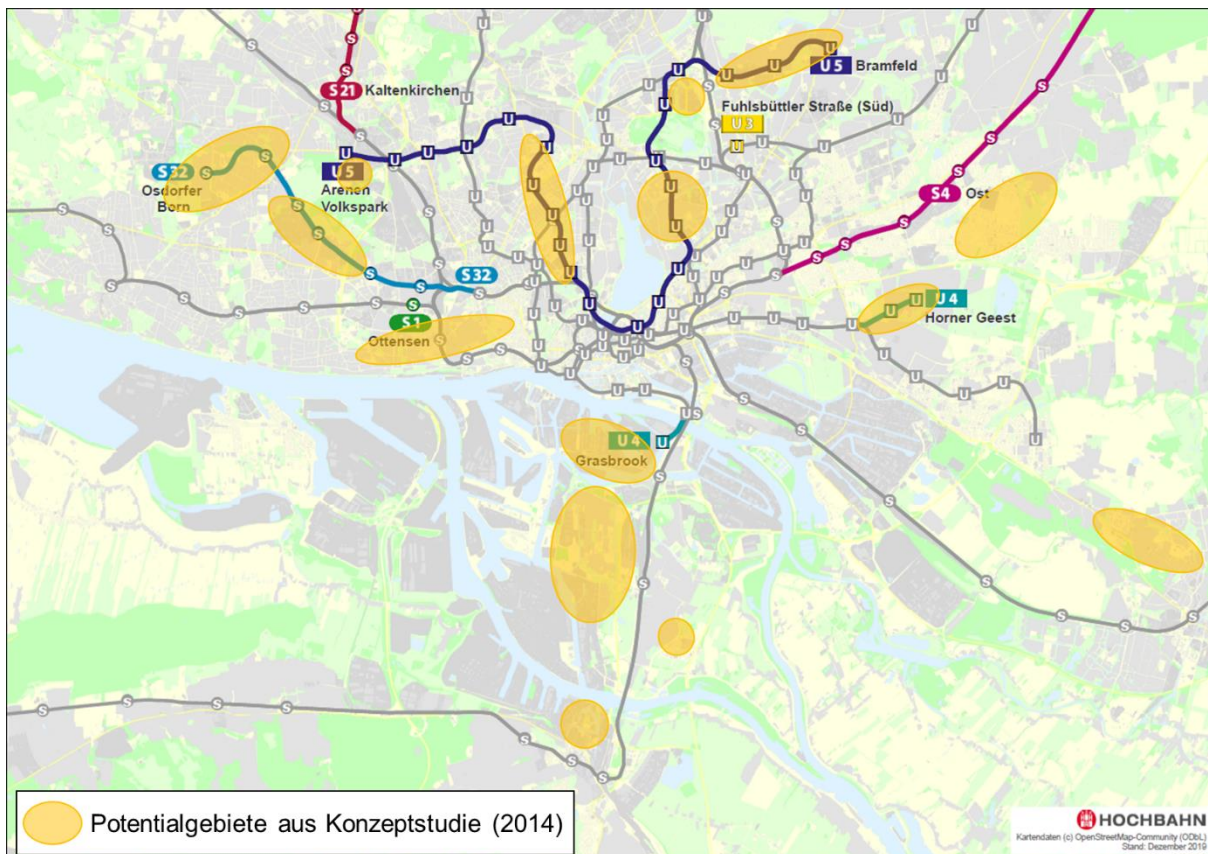 S21 Kaltenkirchen
U5 Bramfeld
Fuhlsbüttler Straße (Süd)
U3
S32
Osdorfer
Born
U5
Arenen
Volkspark
S4 Ost
S32
S1
Ottensen
U4
Horner Geest
U4
Grasbrook
Potentialgebiete aus Konzeptstudie (2014)
HOCHBAHN
Kartendaten (c) OpenStreetMap-Community (ODbL)
Stand: Dezember 2019